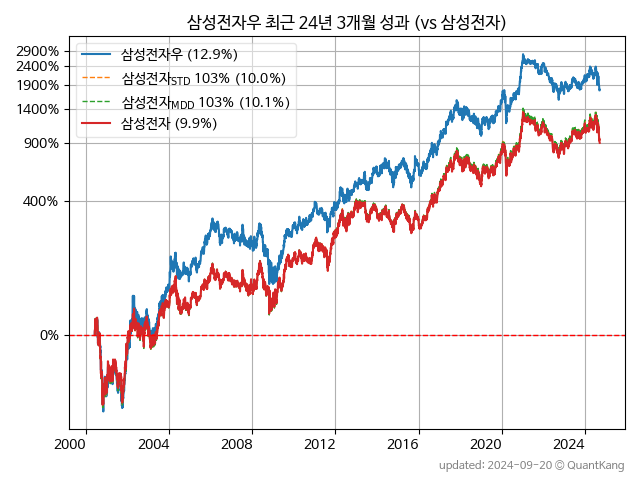 삼성전자우 최근 24년 3개월 성과 (vs 삼성전자)
삼성전자우 (12.9%)
삼성전자STD 103% (10.0%)
삼성전자MDD 103% (10.1%)
삼성전자 (9.9%)
2900%
2400%
1900%
1400%
900%
400%
0%
2000 2004 2008 2012 2016 2020 2024
updated: 2024-09-20 @ QuantKang